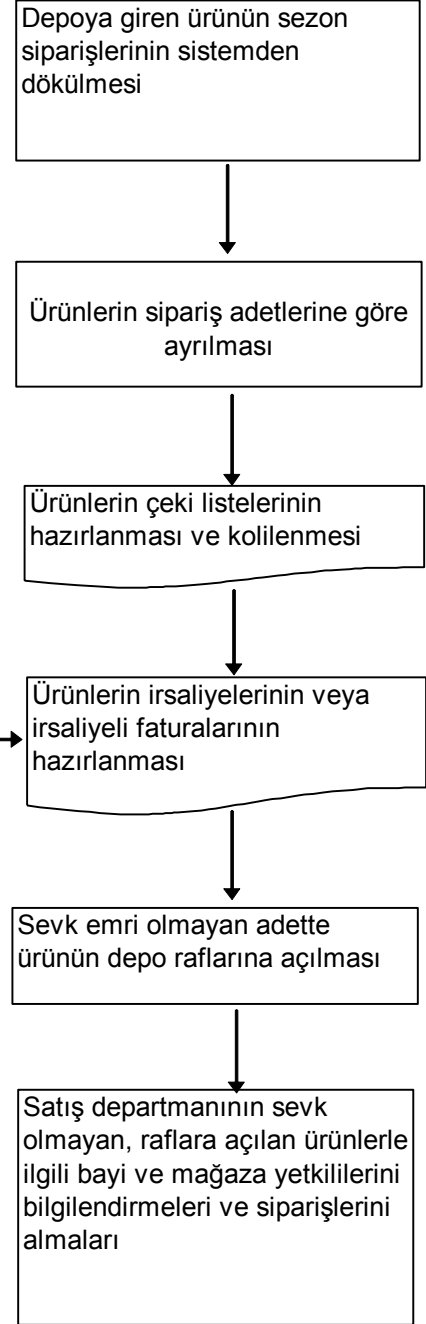 Depoya giren ürünün sezon
siparişlerinin sistemden
dökülmesi
Ürünlerin sipariş adetlerine göre
ayrılması
Ürünlerin çeki listelerinin
hazırlanması ve kolilenmesi
Ürünlerin irsaliyelerinin veya
irsaliyeli faturalarının
hazırlanması
Sevk emri olmayan adette
ürünün depo raflarına açılması
Satış departmanının sevk
olmayan, raflara açılan ürünlerle
ilgili bayi ve mağaza yetkililerini
bilgilendirmeleri ve siparişlerini
almaları